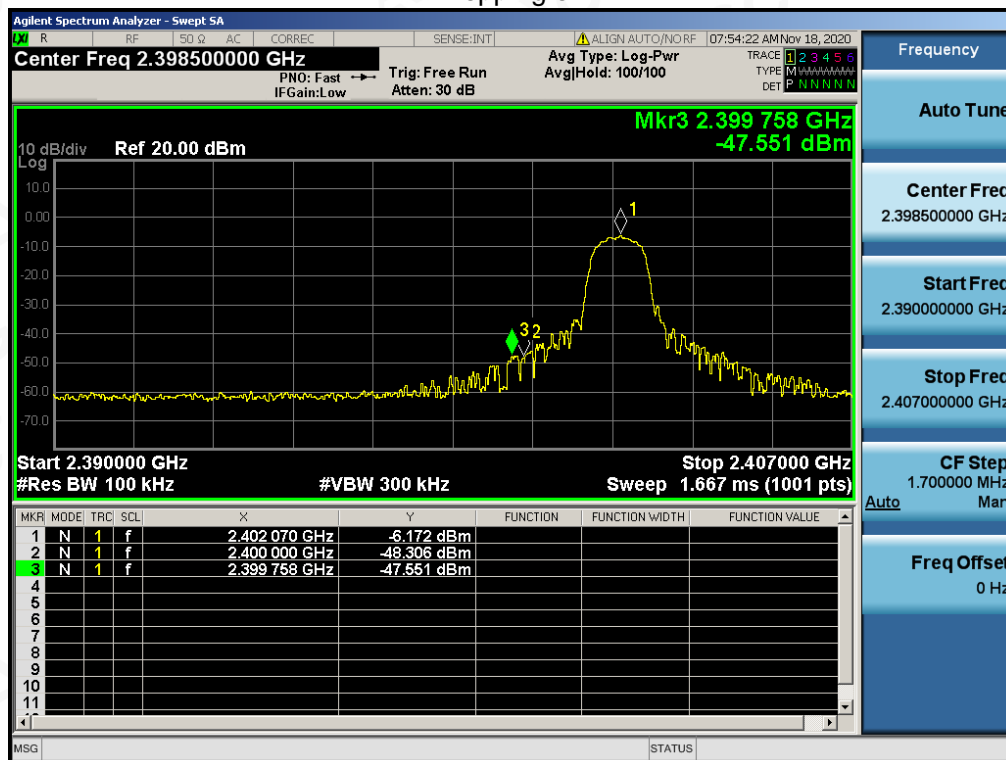 Agilent Spectrum Analyzer - Swept SA
LXI R RF 50 Ω AC CORREC SENSE:INT ALIGN AUTO/NO RF 07:54:22 AM Nov 18, 2020
Center Freq 2.398500000 GHz
PNO: Fast
IFGain:Low
Trig: Free Run
Atten: 30 dB
Avg Type: Log-Pwr
Avg|Hold: 100/100
TRACE 1 2 3 4 5 6
TYPE M W W W W W
DET P N N N N N
Mkr3 2.399 758 GHz
-47.551 dBm
10 dB/div Ref 20.00 dBm
Log
10.0
0.00
-10.0
-20.0
-30.0
-40.0
-50.0
-60.0
-70.0
1
3 2
Start 2.390000 GHz Stop 2.407000 GHz
#Res BW 100 kHz #VBW 300 kHz Sweep 1.667 ms (1001 pts)
MKR MODE TRC SCL X Y FUNCTION FUNCTION WIDTH FUNCTION VALUE
1 N 1 f 2.402 070 GHz -6.172 dBm
2 N 1 f 2.400 000 GHz -48.306 dBm
3 N 1 f 2.399 758 GHz -47.551 dBm
4
5
6
7
8
9
10
11
MSG STATUS
Frequency
Auto Tune
Center Freq
2.398500000 GHz
Start Freq
2.390000000 GHz
Stop Freq
2.407000000 GHz
CF Step
1.700000 MHz
Auto Man
Freq Offset
0 Hz